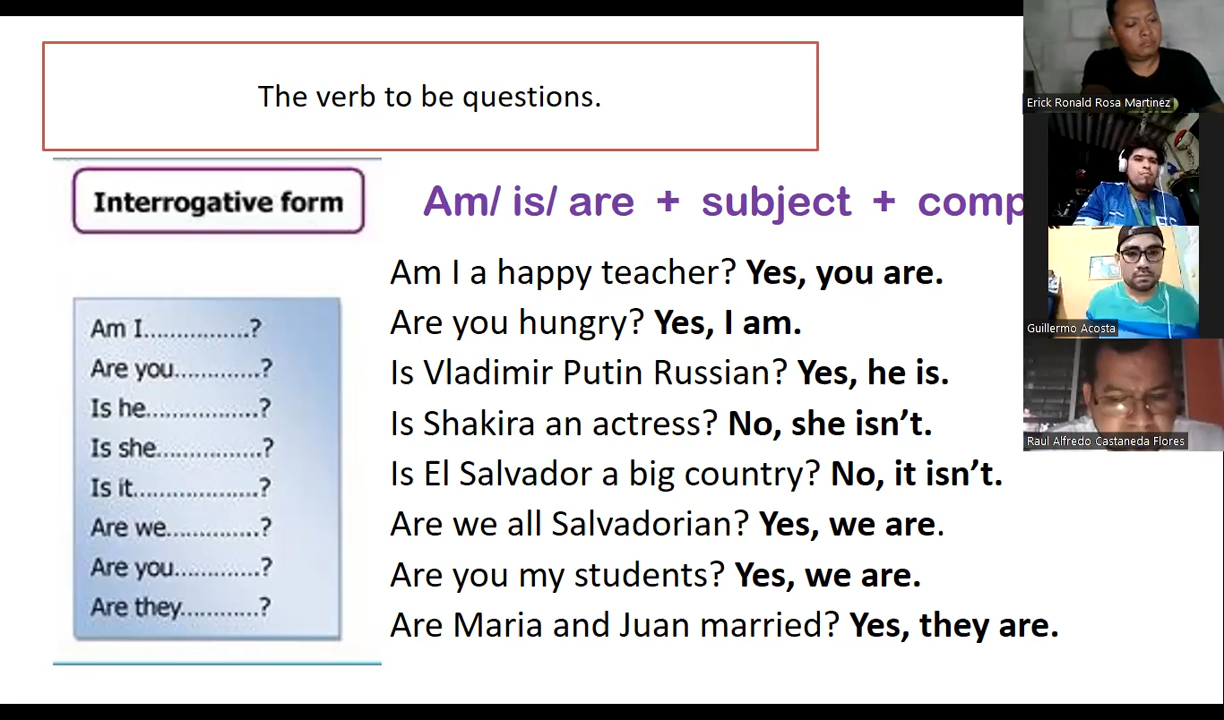 The verb to be questions.
Interrogative form
Am/ is/ are + subject + comp
Am I...............?
Are you............?
Is he................?
Is she...............?
Is it..................?
Are we.............?
Are you............?
Are they...........?
Am I a happy teacher? Yes, you are.
Are you hungry? Yes, I am.
Is Vladimir Putin Russian? Yes, he is.
Is Shakira an actress? No, she isn’t.
Is El Salvador a big country? No, it isn’t.
Are we all Salvadorian? Yes, we are.
Are you my students? Yes, we are.
Are Maria and Juan married? Yes, they are.
Erick Ronald Rosa Martinez
Guillermo Acosta
Raul Alfredo Castaneda Flores